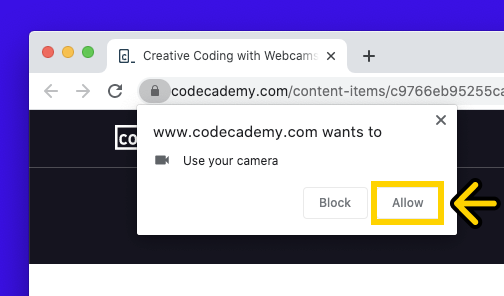 Creative Coding with Webcams
codecademy.com/content-items/c9766eb95255ca
co
www.codecademy.com wants to
Use your camera
Block
Allow